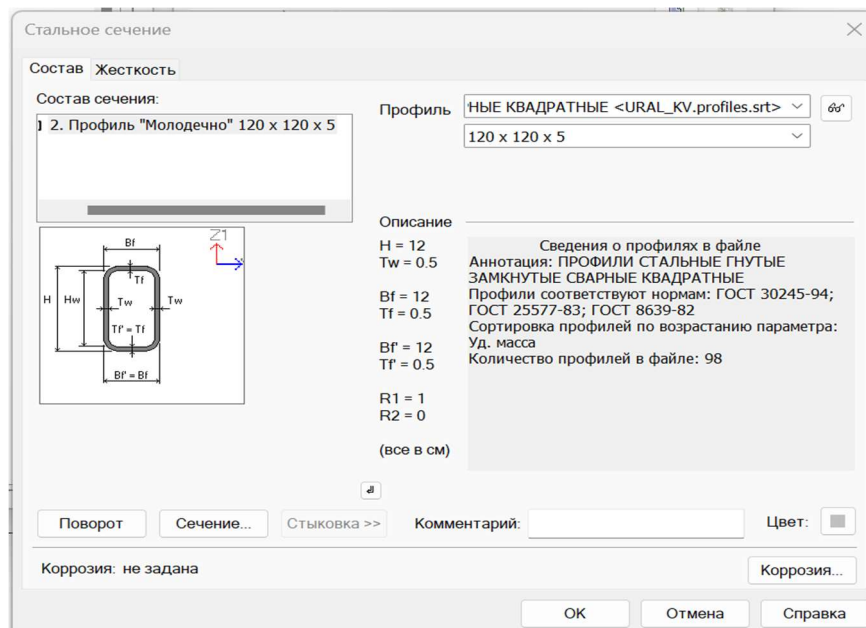 Стальное сечение
Состав Жесткость
Состав сечения:
2. Профиль "Молодечно" 120 x 120 x 5
Профиль
НЫЕ КВАДРАТНЫЕ <URAL_KV.profiles.srt>
120 x 120 x 5
Bf
Z1
Tf
H
Hw
Tw
Tw
Tf' = Tf
Bf' = Bf
Описание
H = 12
Tw = 0.5
Bf = 12
Tf = 0.5
Bf' = 12
Tf' = 0.5
R1 = 1
R2 = 0
(все в см)
Сведения о профилях в файле
Аннотация: ПРОФИЛИ СТАЛЬНЫЕ ГНУТЫЕ
ЗАМКНУТЫЕ СВАРНЫЕ КВАДРАТНЫЕ
Профили соответствуют нормам: ГОСТ 30245-94;
ГОСТ 25577-83; ГОСТ 8639-82
Сортировка профилей по возрастанию параметра:
Уд. масса
Количество профилей в файле: 98
Поворот
Сечение...
Стыковка >>
Комментарий:
Цвет:
Коррозия: не задана
Коррозия...
ОК
Отмена
Справка